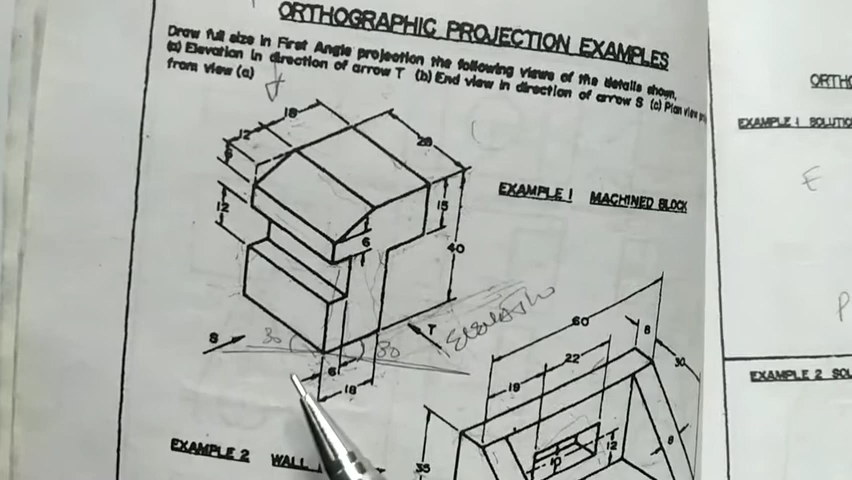 ORTHOGRAPHIC PROJECTION EXAMPLES
Draw full size in First Angle projection the following views of the details shown.
(a) Elevation in direction of arrow T (b) End view in direction of arrow S (c) Plan view
from view (a)
ORTHO
EXAMPLE 1 SOLUTIO
E
18
12
28
6
12
15
6
40
EXAMPLE 1 MACHINED BLOCK
P
S
30
30
T
6
18
60
8
22
30
19
EXAMPLE 2 SOL
8
12
10
35
EXAMPLE 2 WALL